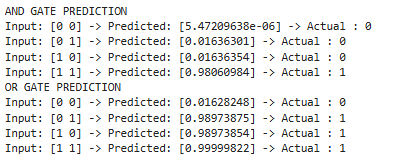 AND GATE PREDICTION
Input: [0 0] -> Predicted: [5.47209638e-06] -> Actual : 0
Input: [0 1] -> Predicted: [0.01636301] -> Actual : 0
Input: [1 0] -> Predicted: [0.01636354] -> Actual : 0
Input: [1 1] -> Predicted: [0.98060984] -> Actual : 1
OR GATE PREDICTION
Input: [0 0] -> Predicted: [0.01628248] -> Actual : 0
Input: [0 1] -> Predicted: [0.98973875] -> Actual : 1
Input: [1 0] -> Predicted: [0.98973854] -> Actual : 1
Input: [1 1] -> Predicted: [0.99999822] -> Actual : 1